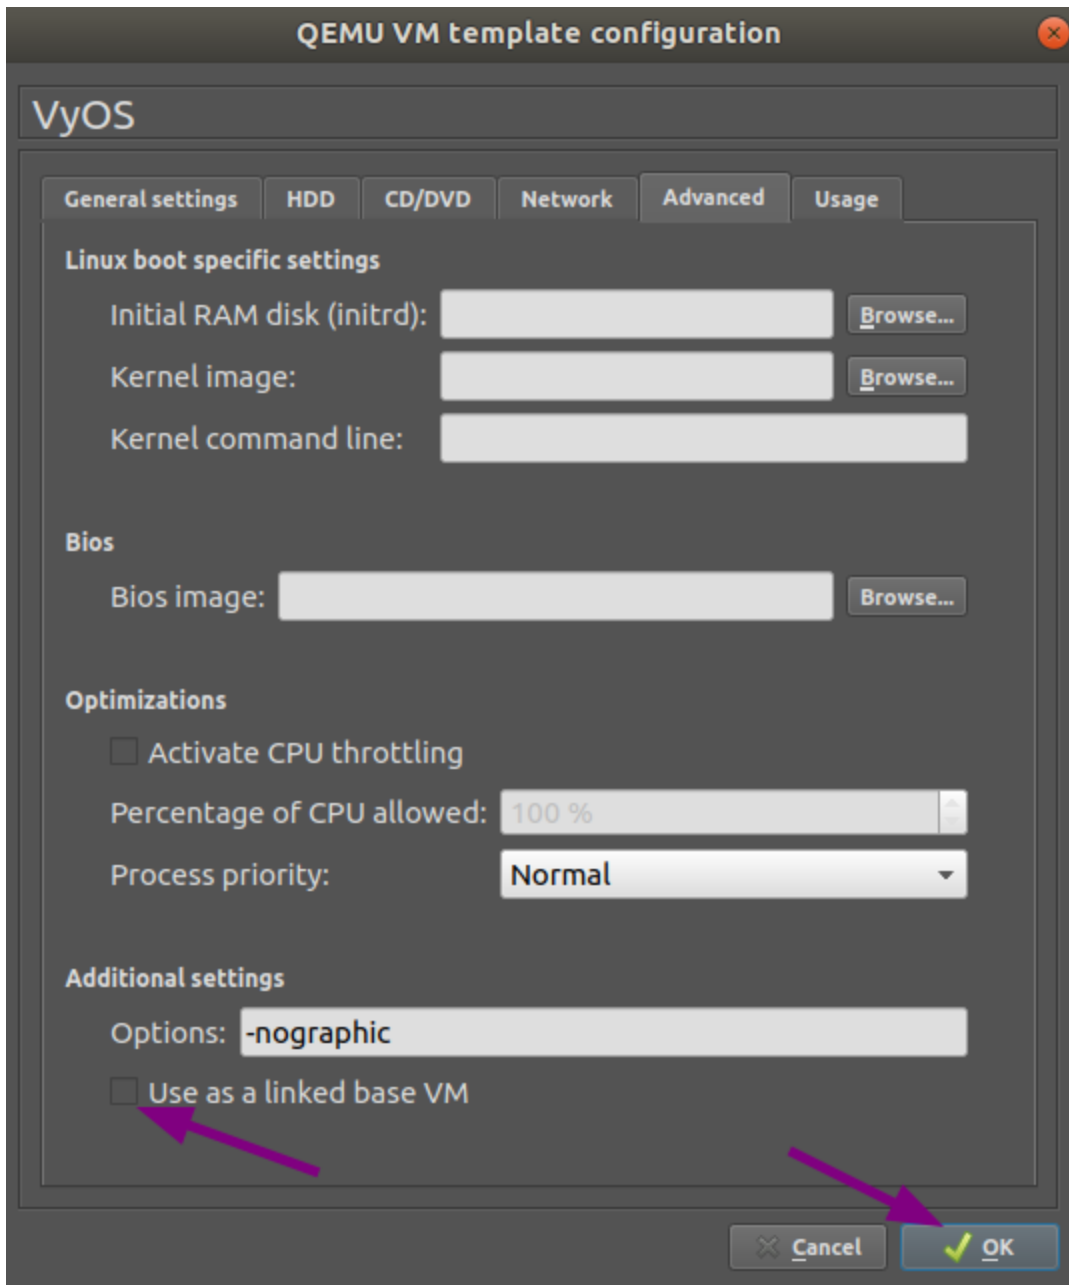 QEMU VM template configuration
VyOS
General settings HDD CD/DVD Network Advanced Usage
Linux boot specific settings
Initial RAM disk (initrd): Browse...
Kernel image: Browse...
Kernel command line:
Bios
Bios image: Browse...
Optimizations
Activate CPU throttling
Percentage of CPU allowed: 100 %
Process priority: Normal
Additional settings
Options: -nographic
Use as a linked base VM
Cancel OK